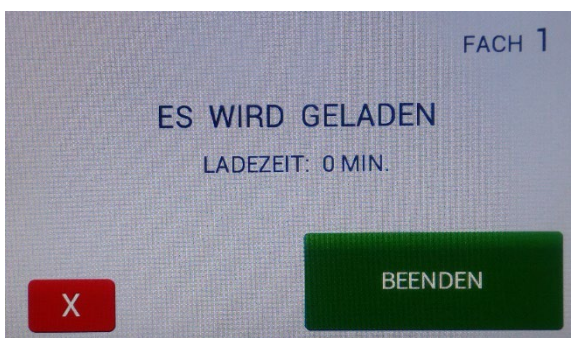 FACH 1
ES WIRD GELADEN
LADEZEIT: 0 MIN.
X
BEENDEN